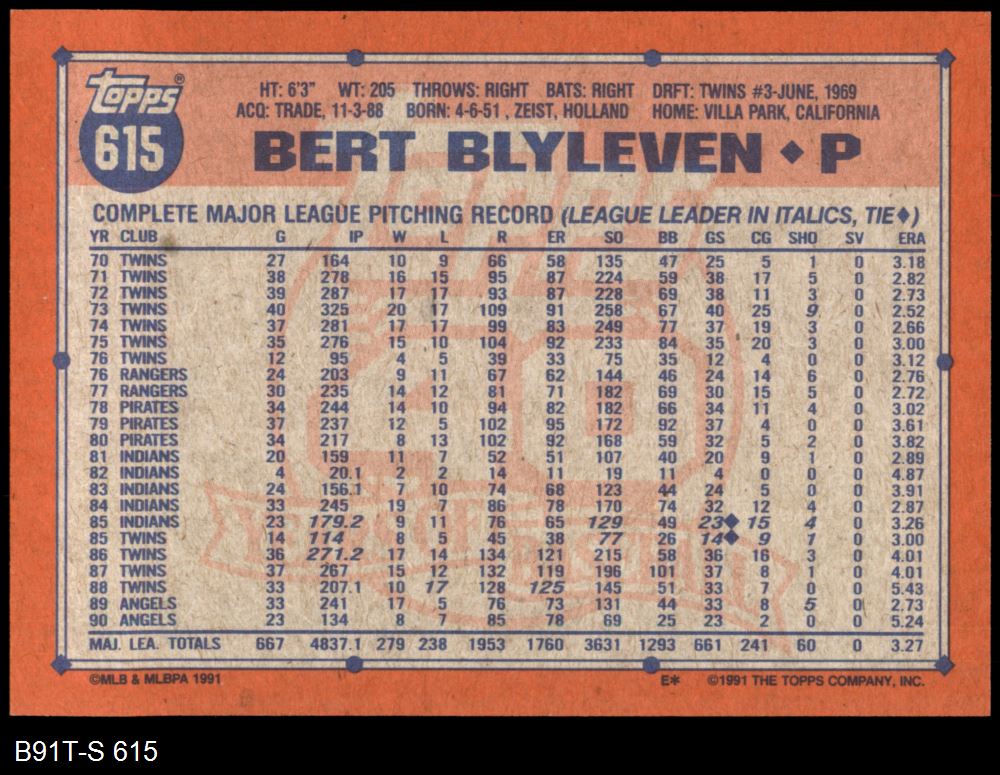 Topps®
615
HT: 6'3" WT: 205 THROWS: RIGHT BATS: RIGHT DRFT: TWINS #3-JUNE, 1969
ACQ: TRADE, 11-3-88 BORN: 4-6-51 , ZEIST, HOLLAND HOME: VILLA PARK, CALIFORNIA
BERT BLYLEVEN ◆ P
COMPLETE MAJOR LEAGUE PITCHING RECORD (LEAGUE LEADER IN ITALICS, TIE◆)
YR CLUB G IP W L R ER SO BB GS CG SHO SV ERA
70 TWINS 27 164 10 9 66 58 135 47 25 5 1 0 3.18
71 TWINS 38 278 16 15 95 87 224 59 38 17 5 0 2.82
72 TWINS 39 287 17 17 93 87 228 69 38 11 3 0 2.73
73 TWINS 40 325 20 17 109 91 258 67 40 25 9 0 2.52
74 TWINS 37 281 17 17 99 83 249 77 37 19 3 0 2.66
75 TWINS 35 276 15 10 104 92 233 84 35 20 3 0 3.00
76 TWINS 12 95 4 5 39 33 75 35 12 4 0 0 3.12
76 RANGERS 24 203 9 11 67 62 144 46 24 14 6 0 2.76
77 RANGERS 30 235 14 12 81 71 182 69 30 15 5 0 2.72
78 PIRATES 34 244 14 10 94 82 182 66 34 11 4 0 3.02
79 PIRATES 37 237 12 5 102 95 172 92 37 4 0 0 3.61
80 PIRATES 34 217 8 13 102 92 168 59 32 5 2 0 3.82
81 INDIANS 20 159 11 7 52 51 107 40 20 9 1 0 2.89
82 INDIANS 4 20.1 2 2 14 11 19 11 4 0 0 0 4.87
83 INDIANS 24 156.1 7 10 74 68 123 44 24 5 0 0 3.91
84 INDIANS 33 245 19 7 86 78 170 74 32 12 4 0 2.87
85 INDIANS 23 179.2 9 11 76 65 129 49 23◆ 15 4 0 3.26
85 TWINS 14 114 8 5 45 38 77 26 14◆ 9 1 0 3.00
86 TWINS 36 271.2 17 14 134 121 215 58 36 16 3 0 4.01
87 TWINS 37 267 15 12 132 119 196 101 37 8 1 0 4.01
88 TWINS 33 207.1 10 17 128 125 145 51 33 7 0 0 5.43
89 ANGELS 33 241 17 5 76 73 131 44 33 8 5 0 2.73
90 ANGELS 23 134 8 7 85 78 69 25 23 2 0 0 5.24
MAJ. LEA. TOTALS 667 4837.1 279 238 1953 1760 3631 1293 661 241 60 0 3.27
©MLB & MLBPA 1991 E* ©1991 THE TOPPS COMPANY, INC.
B91T-S 615